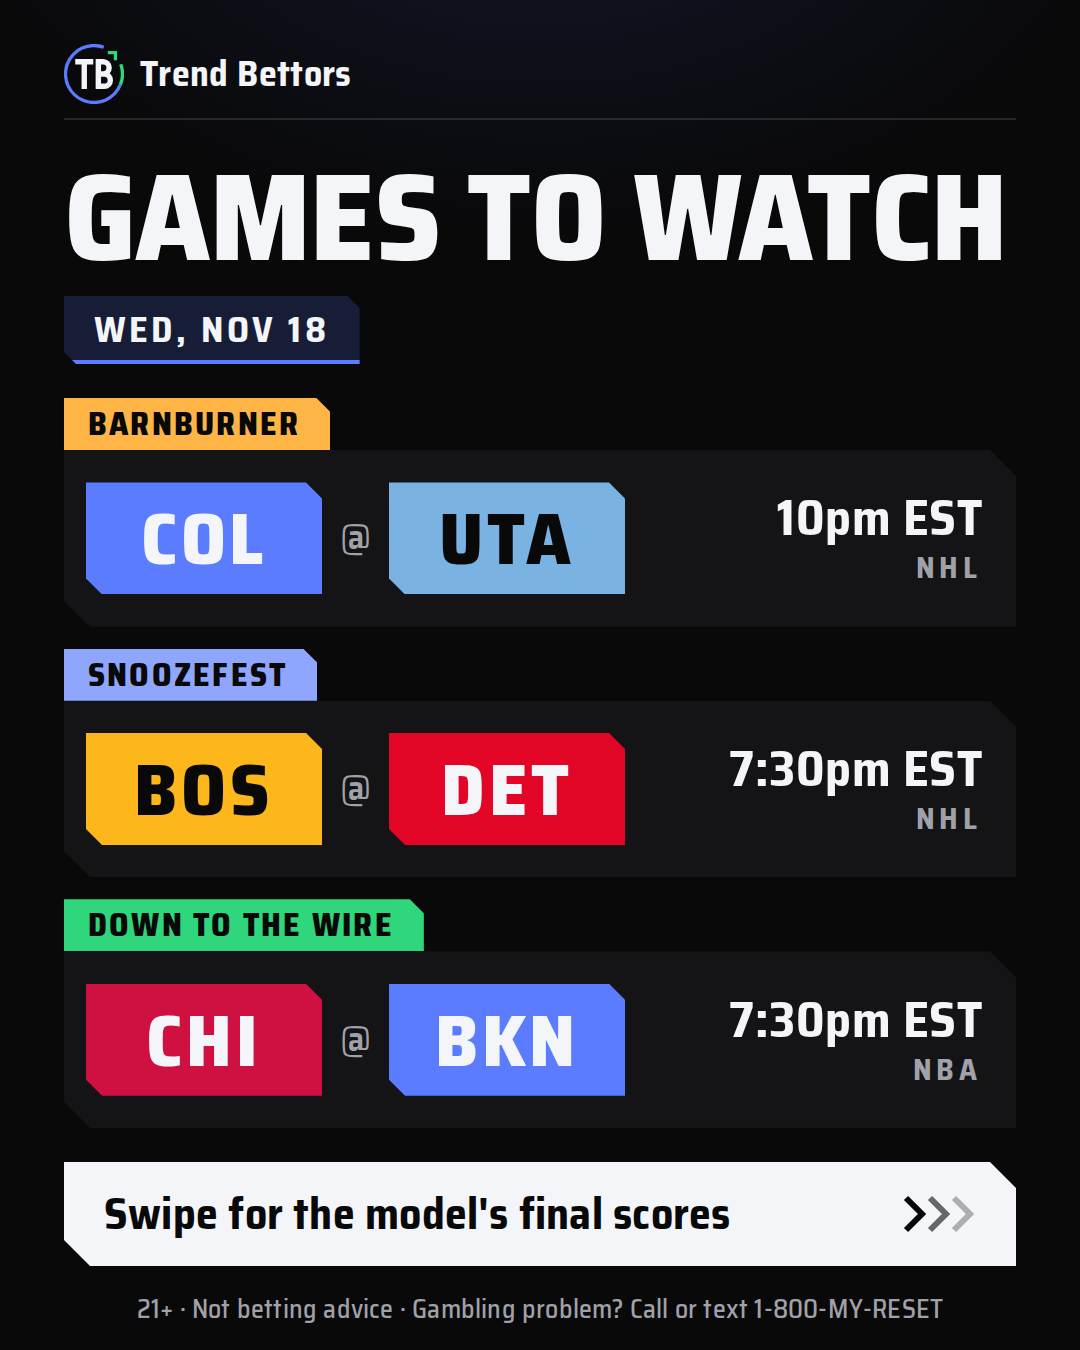 TB Trend Bettors
GAMES TO WATCH
WED, NOV 18
BARNBURNER
COL @ UTA 10pm EST
NHL
SNOOZEFEST
BOS @ DET 7:30pm EST
NHL
DOWN TO THE WIRE
CHI @ BKN 7:30pm EST
NBA
Swipe for the model's final scores
21+ · Not betting advice · Gambling problem? Call or text 1-800-MY-RESET